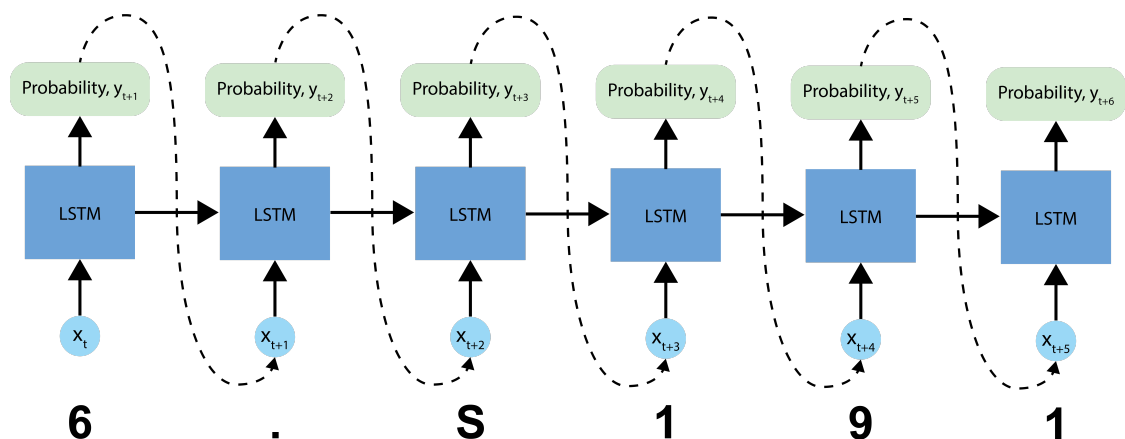 Probability, yt+1 Probability, yt+2 Probability, yt+3 Probability, yt+4 Probability, yt+5 Probability, yt+6
LSTM LSTM LSTM LSTM LSTM LSTM
xt xt+1 xt+2 xt+3 xt+4 xt+5
6 . S 1 9 1